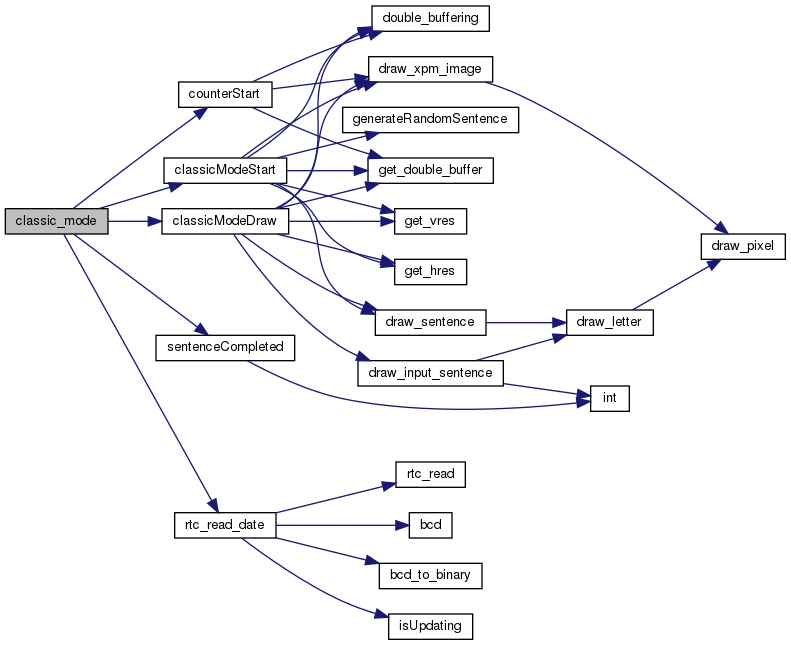 double_buffering
draw_xpm_image
counterStart
generateRandomSentence
classicModeStart
get_double_buffer
classic_mode
classicModeDraw
get_vres
draw_pixel
get_hres
draw_sentence
draw_letter
sentenceCompleted
draw_input_sentence
int
rtc_read
rtc_read_date
bcd
bcd_to_binary
isUpdating